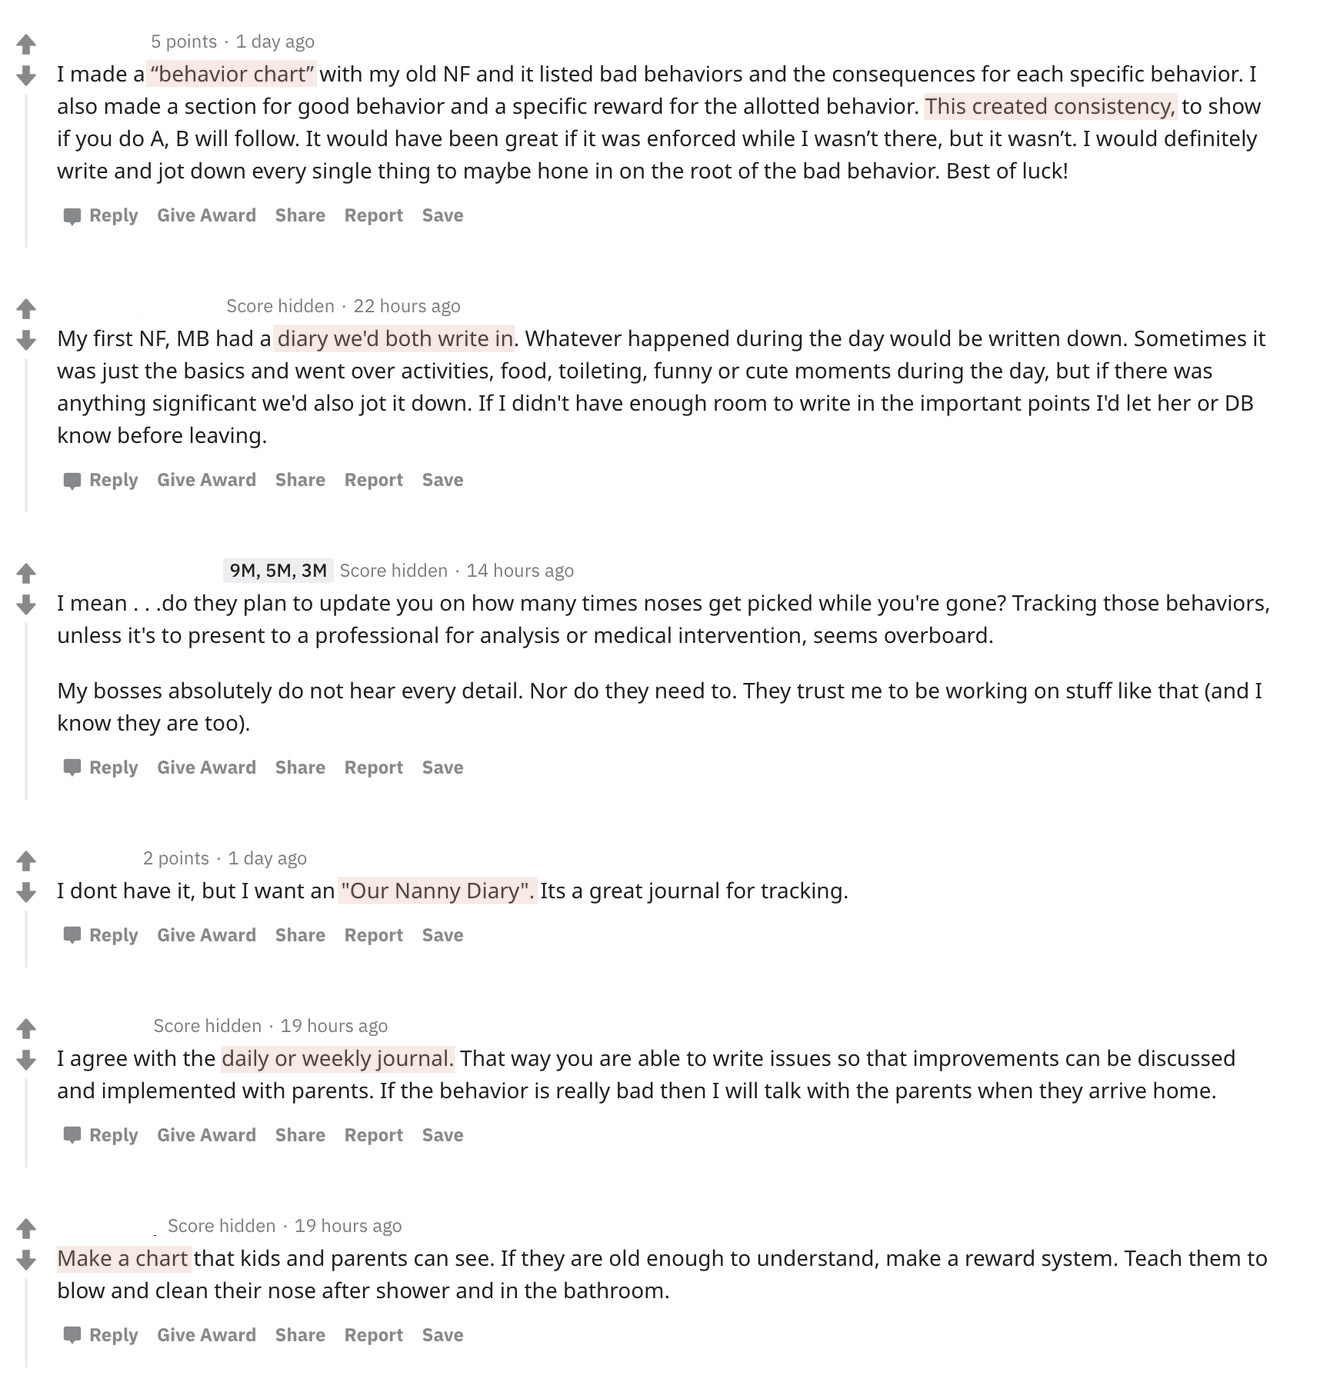 5 points · 1 day ago
I made a “behavior chart” with my old NF and it listed bad behaviors and the consequences for each specific behavior. I
also made a section for good behavior and a specific reward for the allotted behavior. This created consistency, to show
if you do A, B will follow. It would have been great if it was enforced while I wasn’t there, but it wasn’t. I would definitely
write and jot down every single thing to maybe hone in on the root of the bad behavior. Best of luck!
Reply Give Award Share Report Save
Score hidden · 22 hours ago
My first NF, MB had a diary we'd both write in. Whatever happened during the day would be written down. Sometimes it
was just the basics and went over activities, food, toileting, funny or cute moments during the day, but if there was
anything significant we'd also jot it down. If I didn't have enough room to write in the important points I'd let her or DB
know before leaving.
Reply Give Award Share Report Save
9M, 5M, 3M Score hidden · 14 hours ago
I mean . . .do they plan to update you on how many times noses get picked while you're gone? Tracking those behaviors,
unless it's to present to a professional for analysis or medical intervention, seems overboard.
My bosses absolutely do not hear every detail. Nor do they need to. They trust me to be working on stuff like that (and I
know they are too).
Reply Give Award Share Report Save
2 points · 1 day ago
I dont have it, but I want an "Our Nanny Diary". Its a great journal for tracking.
Reply Give Award Share Report Save
Score hidden · 19 hours ago
I agree with the daily or weekly journal. That way you are able to write issues so that improvements can be discussed
and implemented with parents. If the behavior is really bad then I will talk with the parents when they arrive home.
Reply Give Award Share Report Save
Score hidden · 19 hours ago
Make a chart that kids and parents can see. If they are old enough to understand, make a reward system. Teach them to
blow and clean their nose after shower and in the bathroom.
Reply Give Award Share Report Save